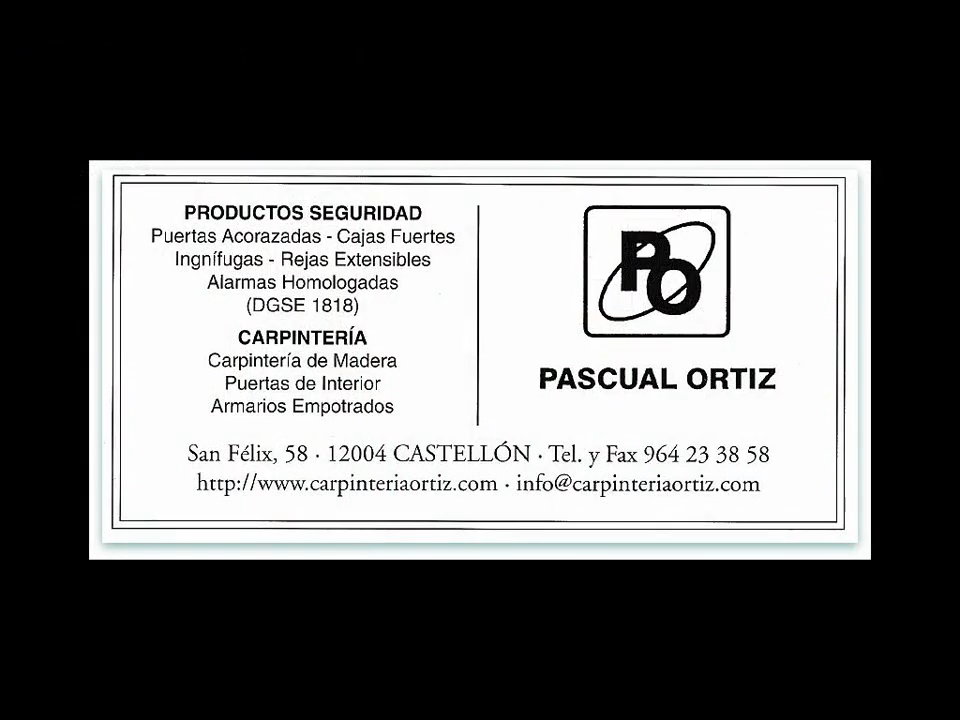 PRODUCTOS SEGURIDAD
Puertas Acorazadas - Cajas Fuertes
Ingnífugas - Rejas Extensibles
Alarmas Homologadas
(DGSE 1818)
CARPINTERÍA
Carpintería de Madera
Puertas de Interior
Armarios Empotrados
PO
PASCUAL ORTIZ
San Félix, 58 · 12004 CASTELLÓN · Tel. y Fax 964 23 38 58
http://www.carpinteriaortiz.com · info@carpinteriaortiz.com